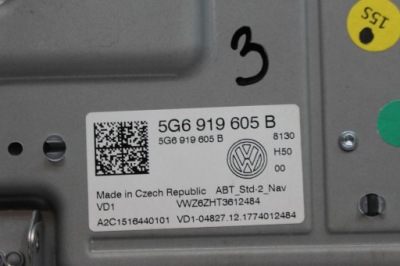 3
15S
5G6 919 605 B
5G6 919 605 B
8130
H50
00
Made in Czech Republic ABT_Std-2_Nav
VD1 VWZ6ZHT3612484
A2C1516440101 VD1-04827.12.1774012484